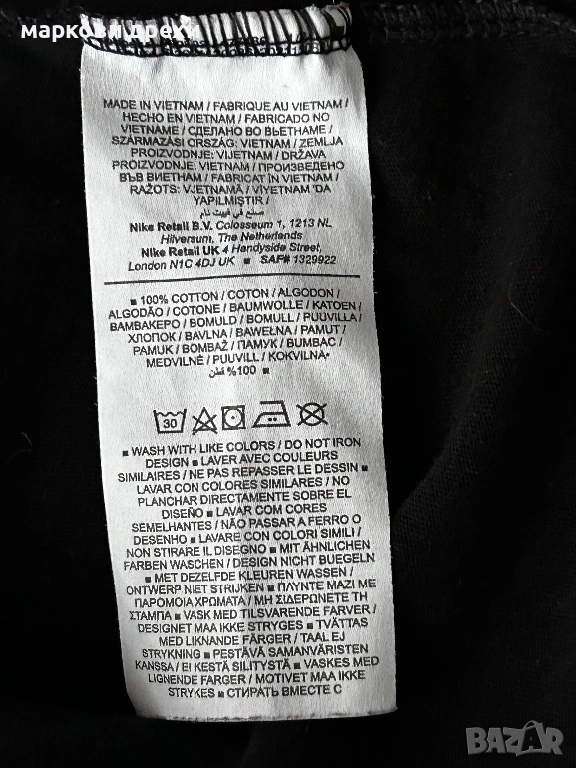 маркови дрехи
MADE IN VIETNAM / FABRIQUE AU VIETNAM /
HECHO EN VIETNAM / FABRICADO NO
VIETNAME / СДЕЛАНО ВО ВЬЕТНАМЕ /
SZÁRMAZÁSI ORSZÁG: VIETNAM / ZEMLJA
PROIZVODNJE: VIJETNAM / DRŽAVA
PROIZVODNJE: VIETNAM / ПРОИЗВЕДЕНО
ВЪВ ВИЕТНАМ / FABRICAT ÎN VIETNAM /
RAŽOTS: VJETNAMĀ / VİYETNAM 'DA
YAPILMIŞTIR /
صنع في فييت نام
Nike Retail B.V. Colosseum 1, 1213 NL
Hilversum, The Netherlands
Nike Retail UK 4 Handyside Street,
London N1C 4DJ UK ■ SAF# 1329922
■ 100% COTTON / COTON / ALGODON /
ALGODÃO / COTONE / BAUMWOLLE / KATOEN /
ΒΑΜΒΑΚΕΡΟ / BOMULD / BOMULL / PUUVILLA /
ХЛОПОК / BAVLNA / BAWEŁNA / PAMUT /
PAMUK / BOMBAŽ / ПАМУК / BUMBAC /
MEDVILNĖ / PUUVILL / KOKVILNA
100% قطن ■
30
■ WASH WITH LIKE COLORS / DO NOT IRON
DESIGN ■ LAVER AVEC COULEURS
SIMILAIRES / NE PAS REPASSER LE DESSIN ■
LAVAR CON COLORES SIMILARES / NO
PLANCHAR DIRECTAMENTE SOBRE EL
DISEÑO ■ LAVAR COM CORES
SEMELHANTES / NÃO PASSAR A FERRO O
DESENHO ■ LAVARE CON COLORI SIMILI /
NON STIRARE IL DISEGNO ■ MIT ÄHNLICHEN
FARBEN WASCHEN / DESIGN NICHT BUEGELN
■ MET DEZELFDE KLEUREN WASSEN /
ONTWERP NIET STRIJKEN ■ ΠΛΥΝΤΕ ΜΑΖΙ ΜΕ
ΠΑΡΟΜΟΙΑ ΧΡΩΜΑΤΑ / ΜΗ ΣΙΔΕΡΩΝΕΤΕ ΤΗ
ΣΤΑΜΠΑ ■ VASK MED TILSVARENDE FARVER /
DESIGNET MAA IKKE STRYGES ■ TVÄTTAS
MED LIKNANDE FÄRGER / TAAL EJ
STRYKNING ■ PESTÄVÄ SAMANVÄRISTEN
KANSSA / EI KESTÄ SILITYSTÄ ■ VASKES MED
LIGNENDE FARGER / MOTIVET MAA IKKE
STRYKES ■ СТИРАТЬ ВМЕСТЕ С
BAZAR